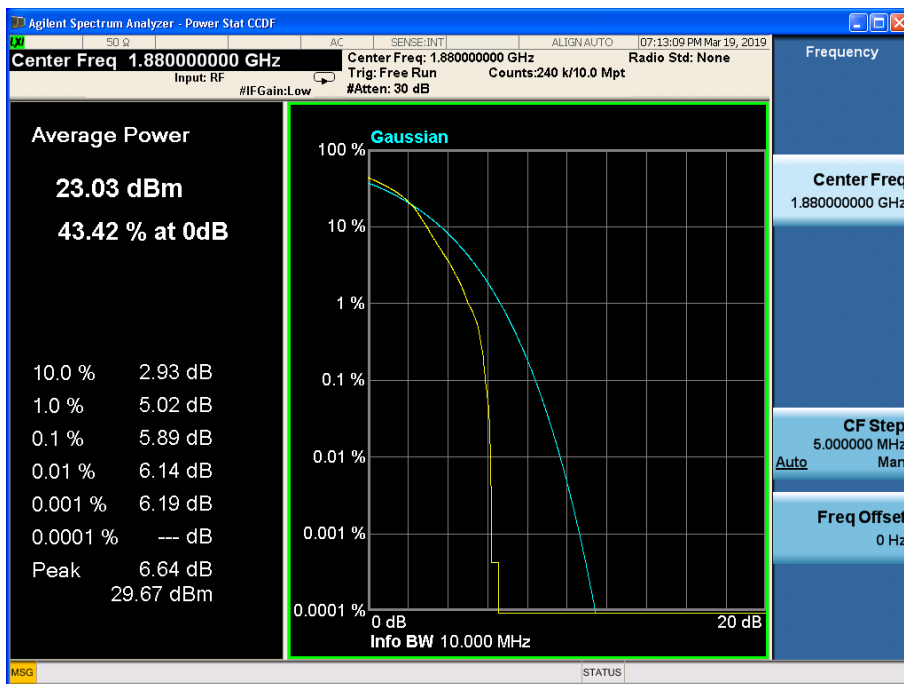 Agilent Spectrum Analyzer - Power Stat CCDF
LXI 50 Ω AC SENSE:INT ALIGN AUTO 07:13:09 PM Mar 19, 2019
Center Freq 1.880000000 GHz
Input: RF
#IFGain:Low
Center Freq: 1.880000000 GHz
Trig: Free Run
Counts:240 k/10.0 Mpt
#Atten: 30 dB
Radio Std: None
Average Power
23.03 dBm
43.42 % at 0dB
10.0 % 2.93 dB
1.0 % 5.02 dB
0.1 % 5.89 dB
0.01 % 6.14 dB
0.001 % 6.19 dB
0.0001 % --- dB
Peak 6.64 dB
29.67 dBm
Gaussian
100 %
10 %
1 %
0.1 %
0.01 %
0.001 %
0.0001 %
0 dB 20 dB
Info BW 10.000 MHz
Frequency
Center Freq
1.880000000 GHz
CF Step
5.000000 MHz
Auto Man
Freq Offset
0 Hz
MSG STATUS